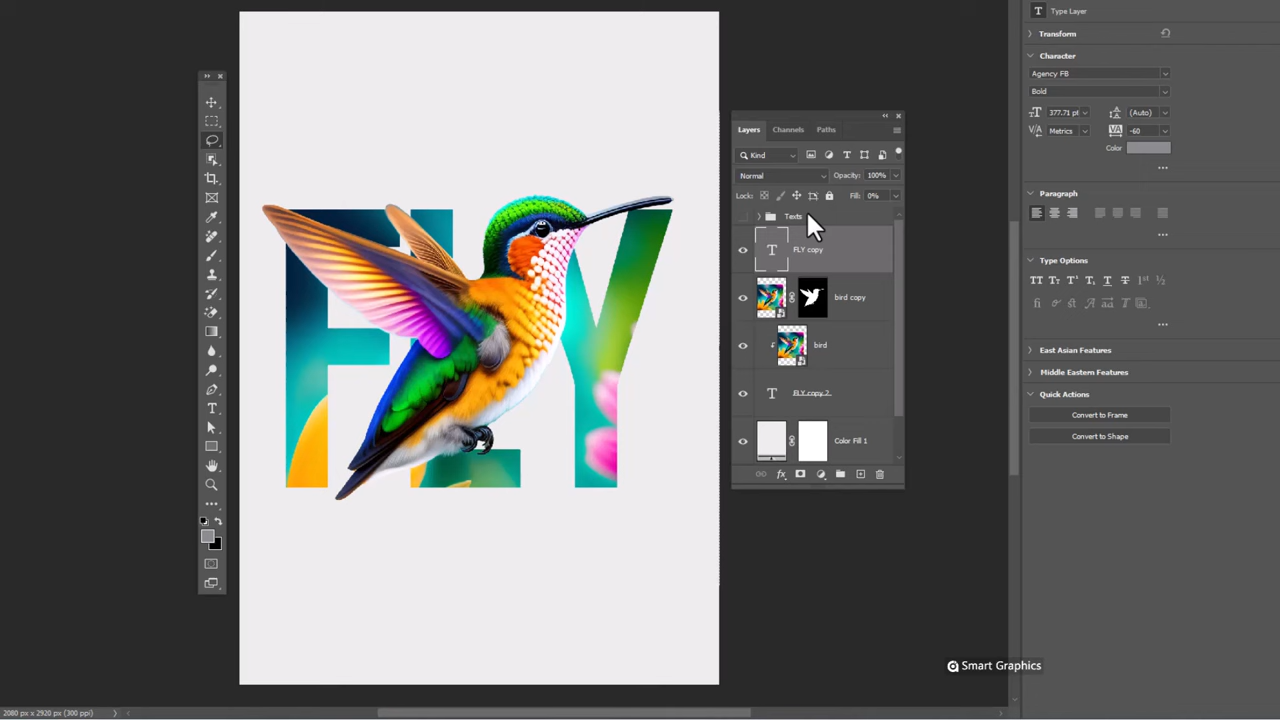 FLY
Layers Channels Paths
Kind
Normal Opacity: 100%
Lock: Fill: 0%
Texts
FLY copy
bird copy
bird
FLY copy 2
Color Fill 1
fx
T Type Layer
Transform
Character
Agency FB
Bold
377.71 pt (Auto)
Metrics -60
Color
Paragraph
Type Options
East Asian Features
Middle Eastern Features
Quick Actions
Convert to Frame
Convert to Shape
Smart Graphics
2080 px x 2920 px (300 ppi)